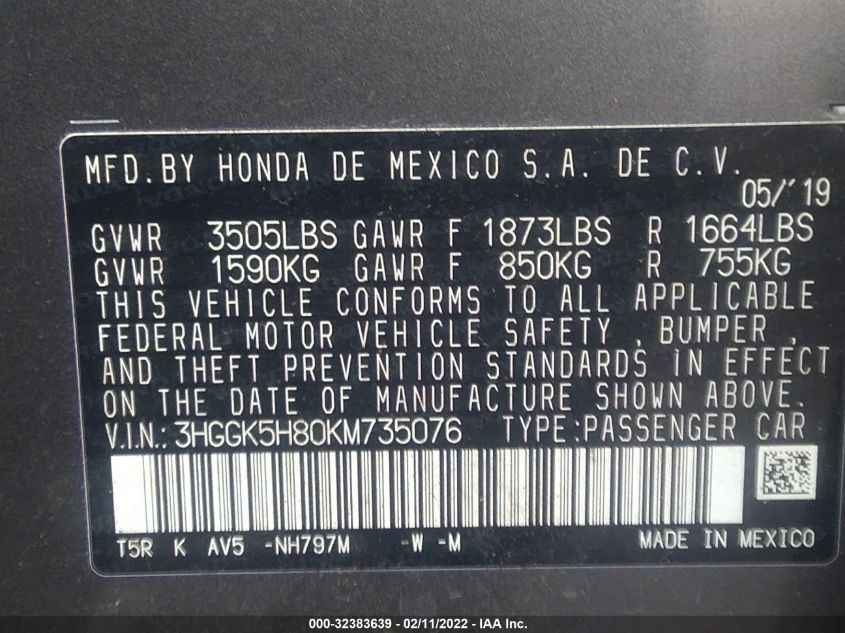 MFD. BY HONDA DE MEXICO S.A. DE C.V.
05/'19
GVWR 3505LBS GAWR F 1873LBS R 1664LBS
GVWR 1590KG GAWR F 850KG R 755KG
THIS VEHICLE CONFORMS TO ALL APPLICABLE
FEDERAL MOTOR VEHICLE SAFETY , BUMPER ,
AND THEFT PREVENTION STANDARDS IN EFFECT
ON THE DATE OF MANUFACTURE SHOWN ABOVE.
V.I.N.: 3HGGK5H80KM735076 TYPE:PASSENGER CAR
T5R K AV5 -NH797M -W -M MADE IN MEXICO
000-32383639 - 02/11/2022 - IAA Inc.